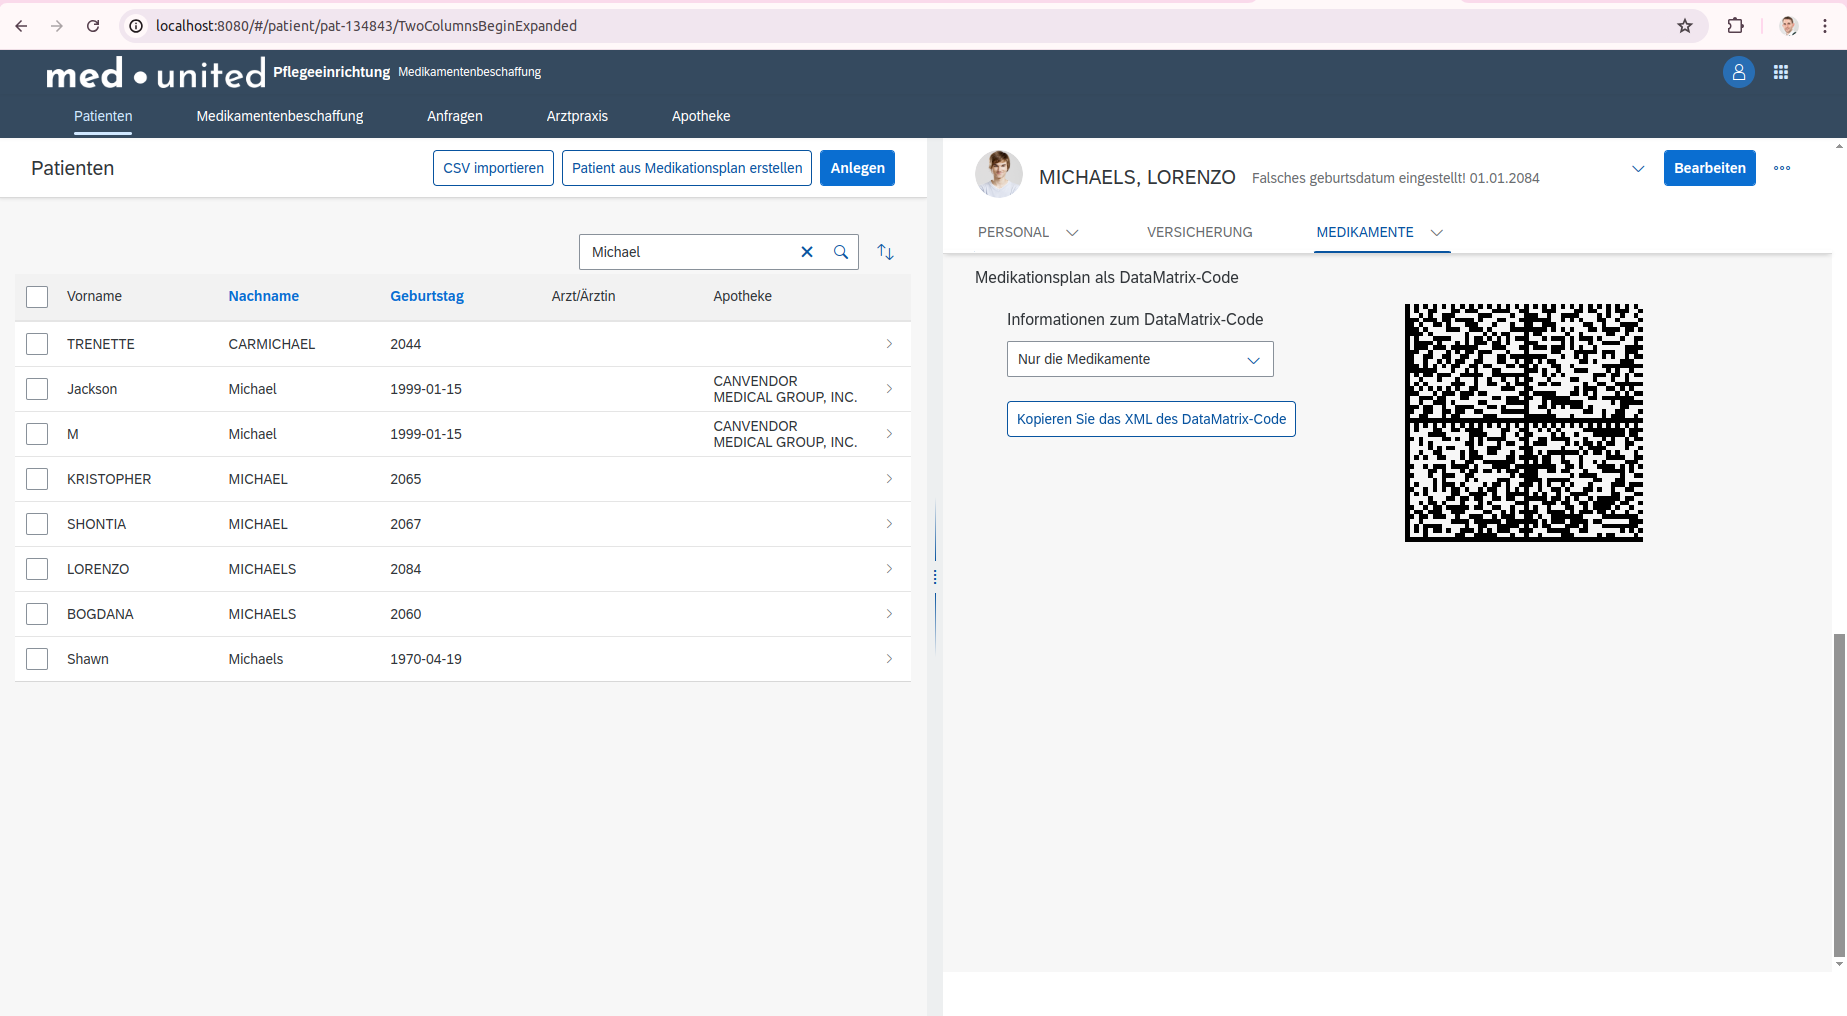 localhost:8080/#/patient/pat-134843/TwoColumnsBeginExpanded
med united Pflegeeinrichtung Medikamentenbeschaffung
Patienten Medikamentenbeschaffung Anfragen Arztpraxis Apotheke
Patienten CSV importieren Patient aus Medikationsplan erstellen Anlegen
Michael
Vorname Nachname Geburtstag Arzt/Ärztin Apotheke
TRENETTE CARMICHAEL 2044
Jackson Michael 1999-01-15 CANVENDOR
MEDICAL GROUP, INC.
M Michael 1999-01-15 CANVENDOR
MEDICAL GROUP, INC.
KRISTOPHER MICHAEL 2065
SHONTIA MICHAEL 2067
LORENZO MICHAELS 2084
BOGDANA MICHAELS 2060
Shawn Michaels 1970-04-19
MICHAELS, LORENZO Falsches geburtsdatum eingestellt! 01.01.2084 Bearbeiten
PERSONAL VERSICHERUNG MEDIKAMENTE
Medikationsplan als DataMatrix-Code
Informationen zum DataMatrix-Code
Nur die Medikamente
Kopieren Sie das XML des DataMatrix-Code